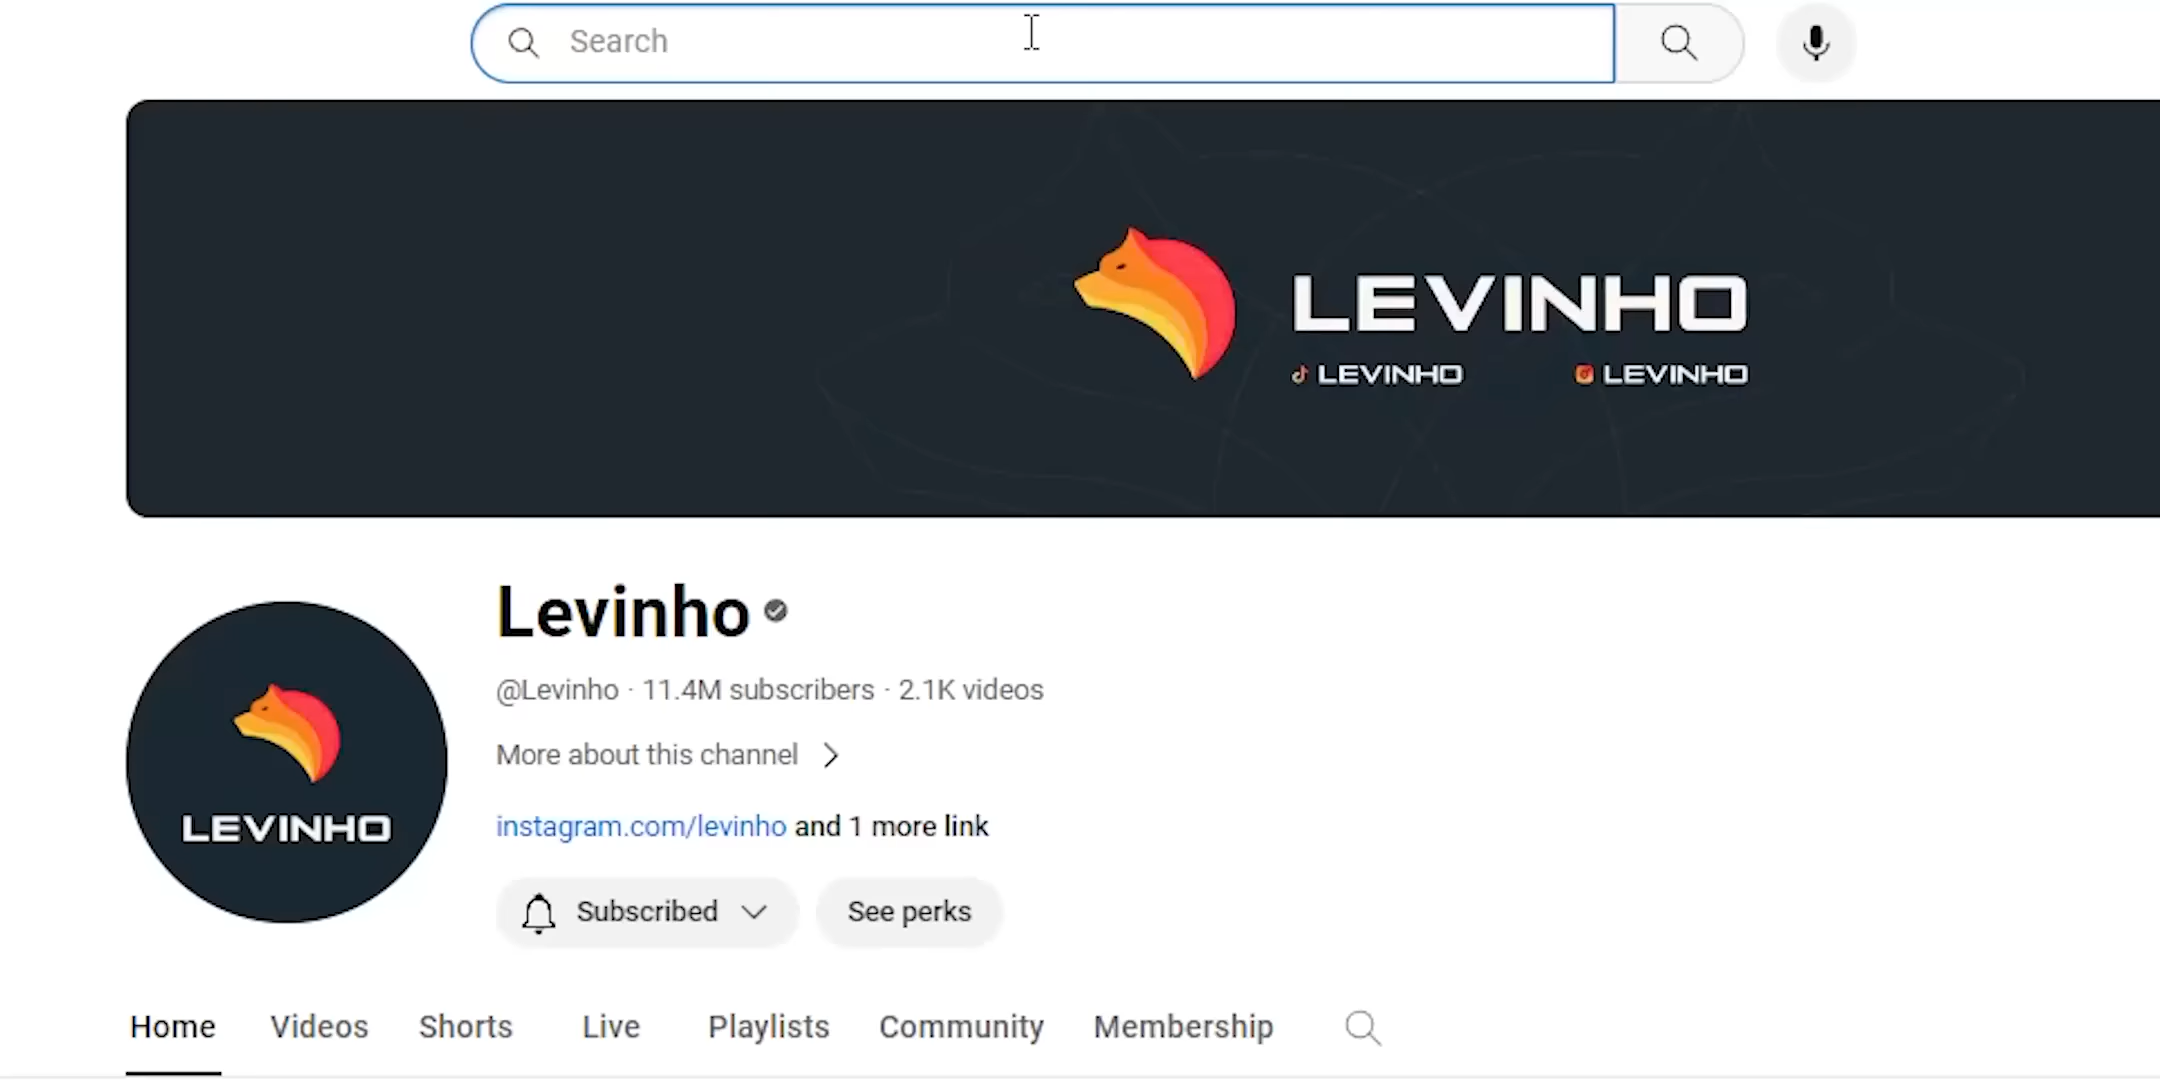 Search
LEVINHO
LEVINHO LEVINHO
Levinho
@Levinho · 11.4M subscribers · 2.1K videos
More about this channel
instagram.com/levinho and 1 more link
LEVINHO
Subscribed See perks
Home Videos Shorts Live Playlists Community Membership